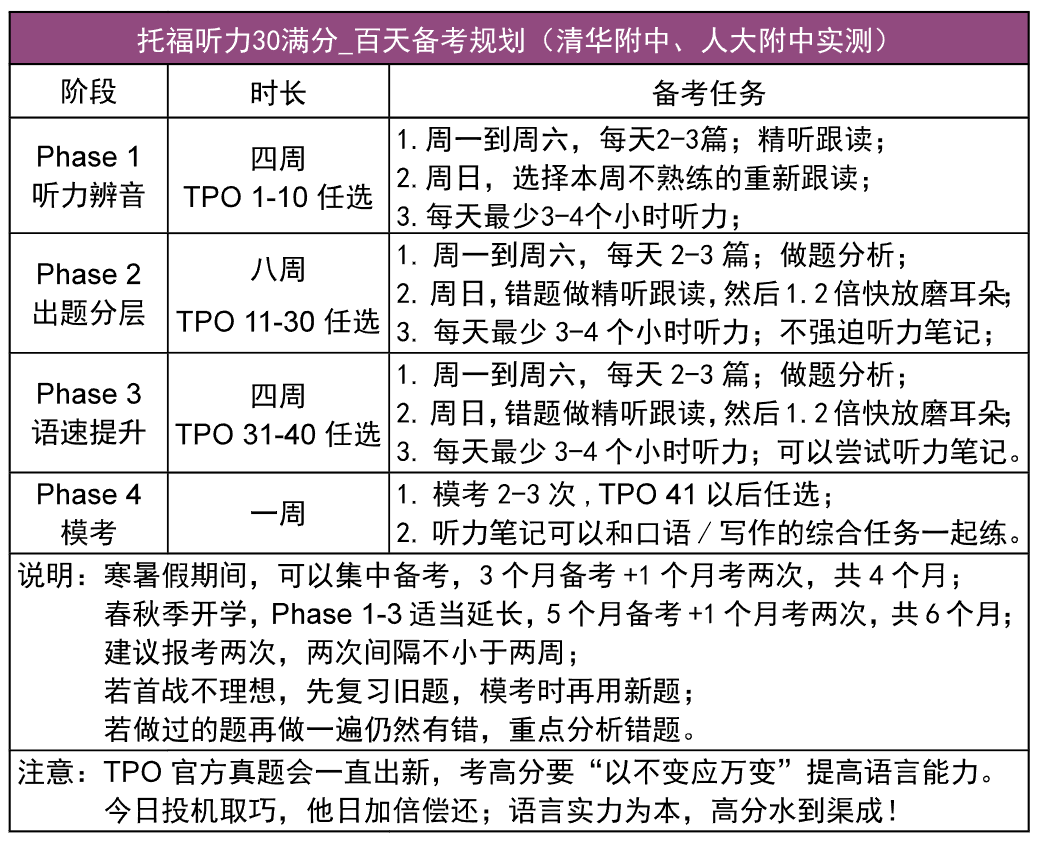 托福听力30满分_百天备考规划（清华附中、人大附中实测）
阶段 时长 备考任务
Phase 1
听力辨音
四周
TPO 1-10 任选
1. 周一到周六，每天2-3篇；精听跟读；
2. 周日，选择本周不熟练的重新跟读；
3. 每天最少3-4个小时听力；
Phase 2
出题分层
八周
TPO 11-30 任选
1. 周一到周六，每天 2-3 篇；做题分析；
2. 周日，错题做精听跟读，然后1.2倍快放磨耳朵；
3. 每天最少 3-4 个小时听力；不强迫听力笔记；
Phase 3
语速提升
四周
TPO 31-40 任选
1. 周一到周六，每天 2-3 篇；做题分析；
2. 周日，错题做精听跟读，然后1.2倍快放磨耳朵；
3. 每天最少 3-4 个小时听力；可以尝试听力笔记。
Phase 4
模考
一周
1. 模考 2-3 次 , TPO 41 以后任选；
2. 听力笔记可以和口语 / 写作的综合任务一起练。
说明：寒暑假期间，可以集中备考，3 个月备考 +1 个月考两次，共 4 个月；
春秋季开学，Phase 1-3 适当延长，5 个月备考 +1 个月考两次，共 6 个月；
建议报考两次，两次间隔不小于两周；
若首战不理想，先复习旧题，模考时再用新题；
若做过的题再做一遍仍然有错，重点分析错题。
注意：TPO 官方真题会一直出新，考高分要“以不变应万变”提高语言能力。
今日投机取巧，他日加倍偿还；语言实力为本，高分水到渠成！